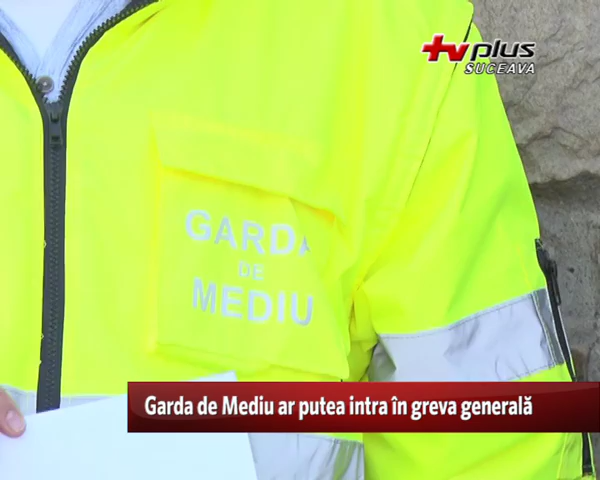 +tv plus
SUCEAVA
GARDA
DE
MEDIU
Garda de Mediu ar putea intra în greva generală